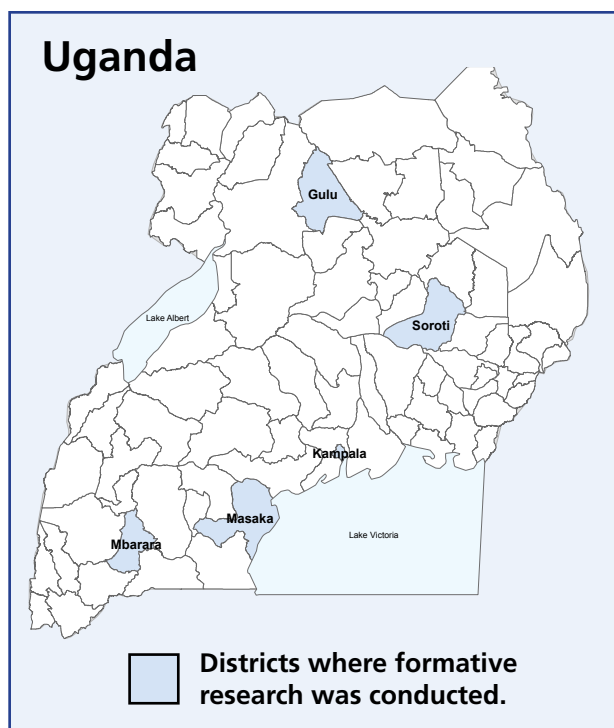 Uganda
Gulu
Lake Albert
Soroti
Kampala
Masaka
Mbarara
Lake Victoria
Districts where formative
research was conducted.